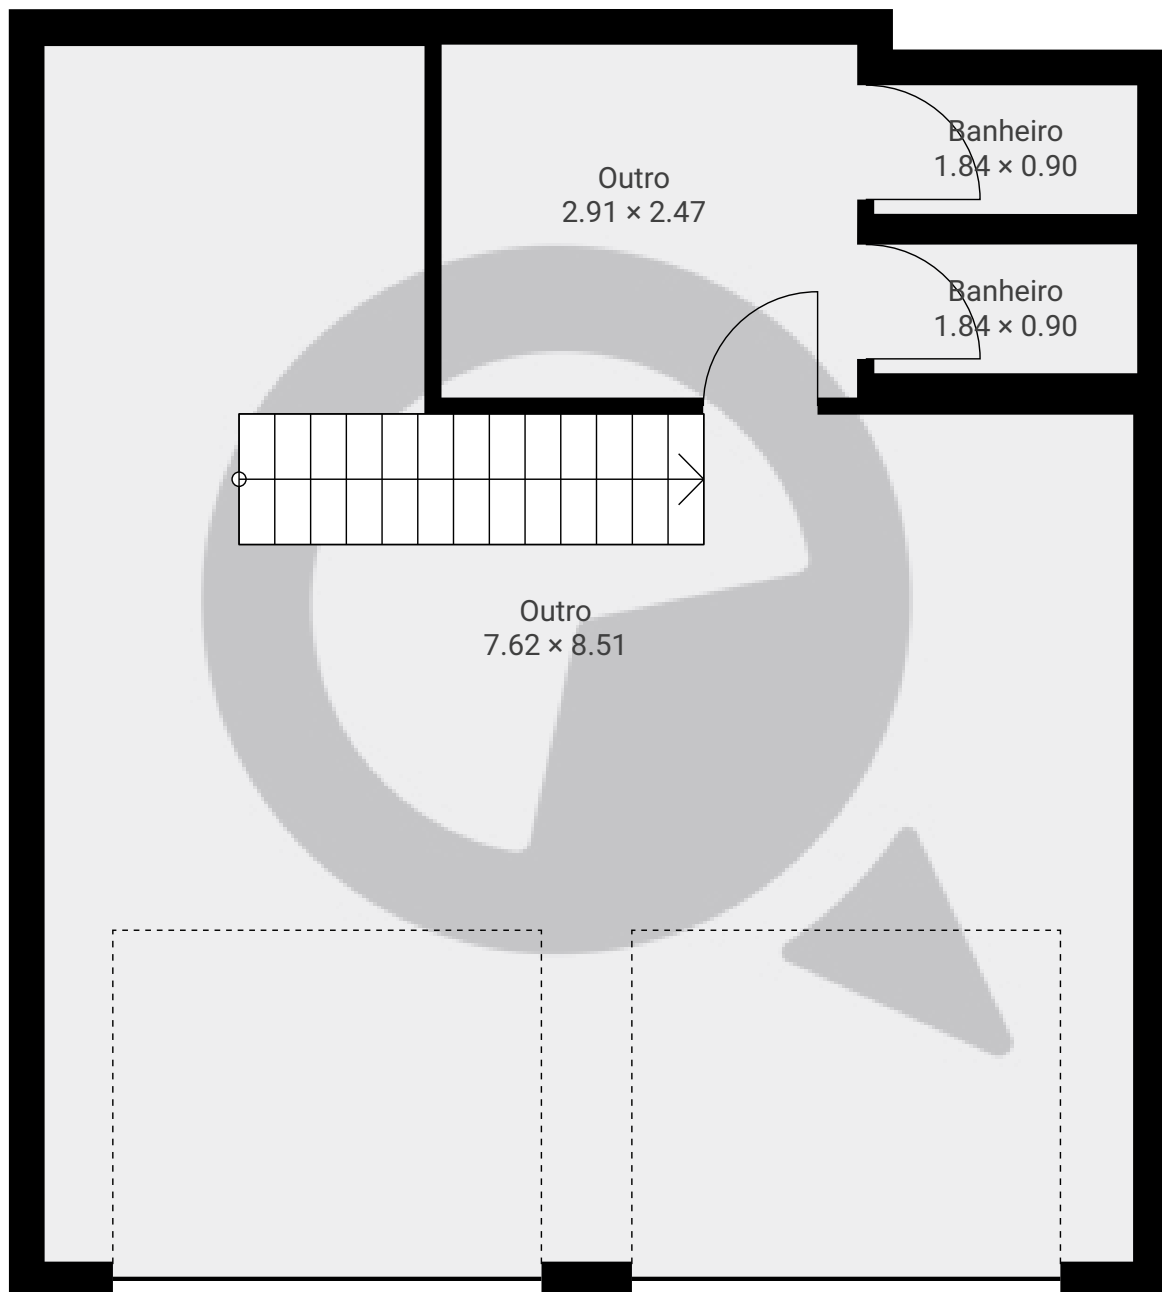 Banheiro
1.84 × 0.90
Outro
2.91 × 2.47
Banheiro
1.84 × 0.90
Outro
7.62 × 8.51